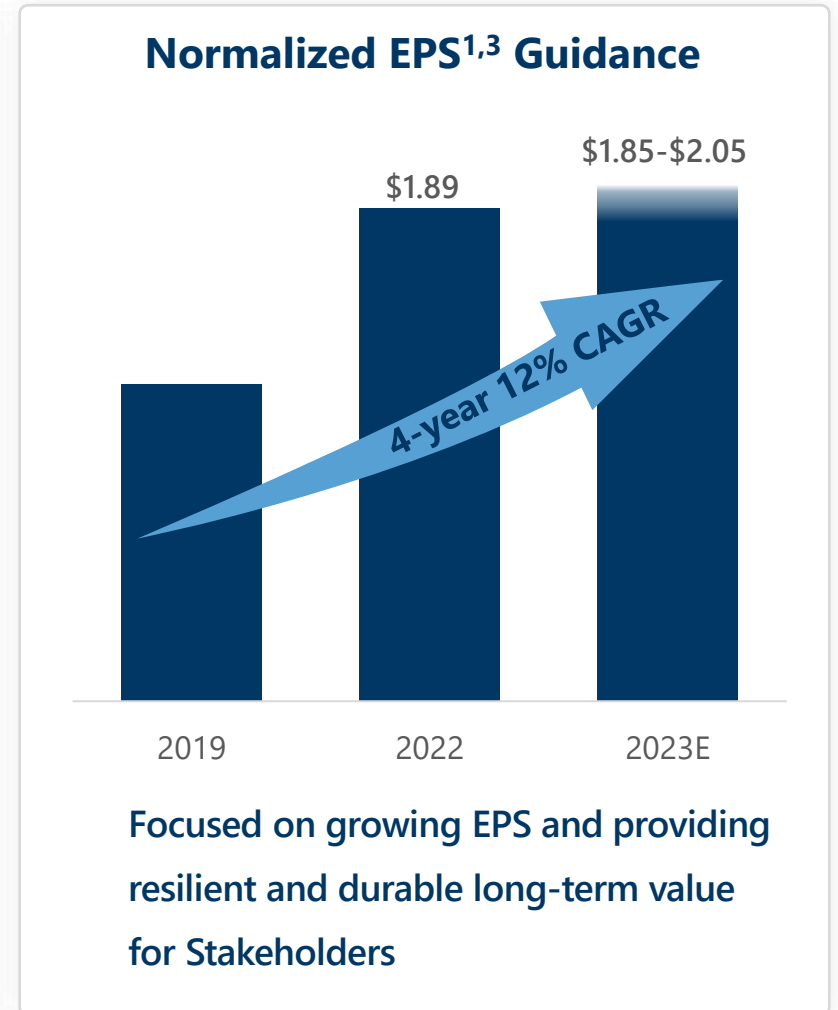 Normalized EPS1,3 Guidance
$1.85-$2.05
$1.89
4-year 12% CAGR
2019 2022 2023E
Focused on growing EPS and providing
resilient and durable long-term value
for Stakeholders